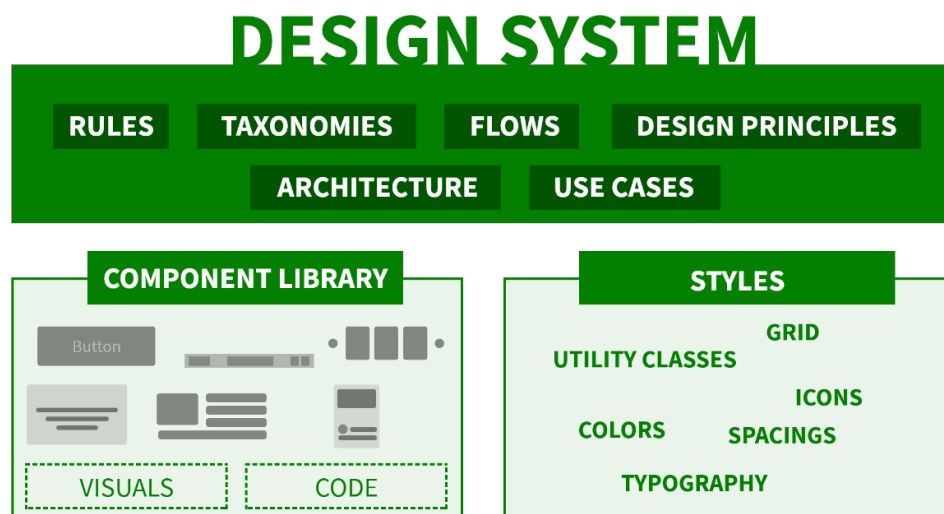 DESIGN SYSTEM
RULES TAXONOMIES FLOWS DESIGN PRINCIPLES
ARCHITECTURE USE CASES
COMPONENT LIBRARY
Button
VISUALS CODE
STYLES
GRID
UTILITY CLASSES
ICONS
COLORS
SPACINGS
TYPOGRAPHY